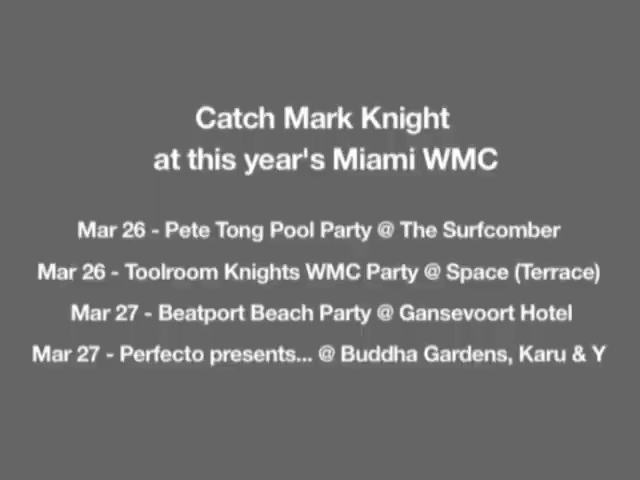 Catch Mark Knight
at this year's Miami WMC
Mar 26 - Pete Tong Pool Party @ The Surfcomber
Mar 26 - Toolroom Knights WMC Party @ Space (Terrace)
Mar 27 - Beatport Beach Party @ Gansevoort Hotel
Mar 27 - Perfecto presents... @ Buddha Gardens, Karu & Y